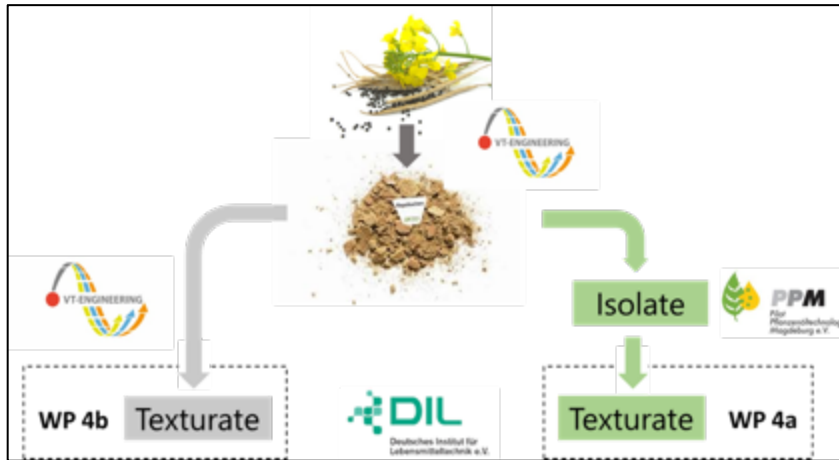 VT-ENGINEERING
VT-ENGINEERING
Isolate
PPM
Pilot
Pflanzenöltechnologie
Magdeburg e.V.
WP 4b
Texturate
DIL
Deutsches Institut für
Lebensmitteltechnik e.V.
Texturate
WP 4a